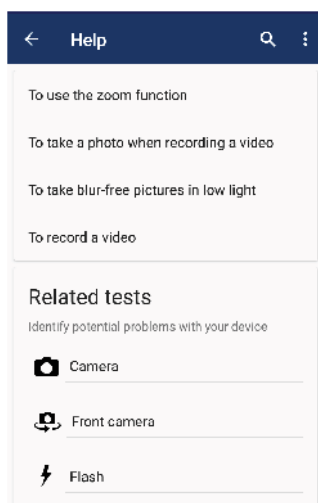 Help
To use the zoom function
To take a photo when recording a video
To take blur-free pictures in low light
To record a video
Related tests
Identify potential problems with your device
Camera
Front camera
Flash